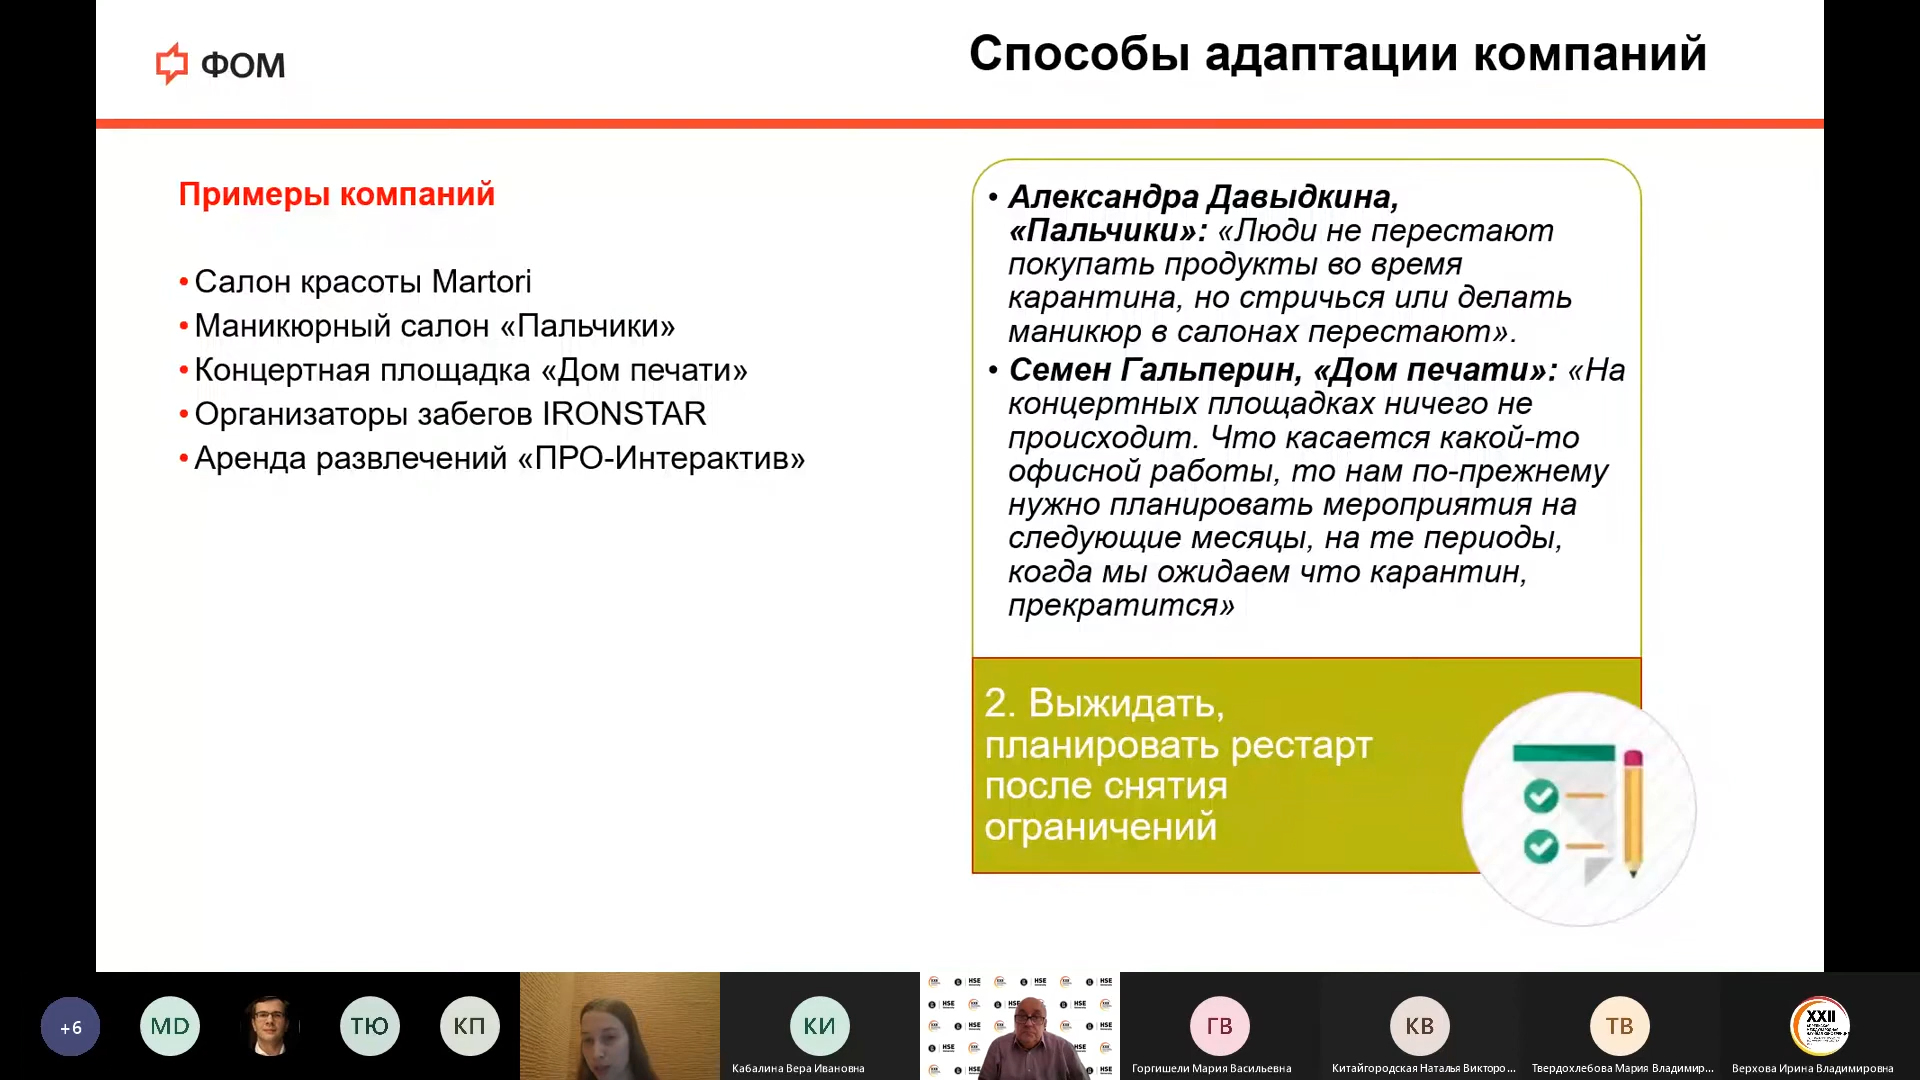 ФОМ
Способы адаптации компаний
Примеры компаний
• Салон красоты Martori
• Маникюрный салон «Пальчики»
• Концертная площадка «Дом печати»
• Организаторы забегов IRONSTAR
• Аренда развлечений «ПРО-Интерактив»
• Александра Давыдкина,
«Пальчики»: «Люди не перестают
покупать продукты во время
карантина, но стричься или делать
маникюр в салонах перестают».
• Семен Гальперин, «Дом печати»: «На
концертных площадках ничего не
происходит. Что касается какой-то
офисной работы, то нам по-прежнему
нужно планировать мероприятия на
следующие месяцы, на те периоды,
когда мы ожидаем что карантин,
прекратится»
2. Выжидать,
планировать рестарт
после снятия
ограничений
+6
MD
ТЮ
КП
КИ
Кабалина Вера Ивановна
HSE
ГВ
Горгишели Мария Васильевна
КВ
Китайгородская Наталья Викторо...
ТВ
Твердохлебова Мария Владимир...
XXII
Верхова Ирина Владимировна